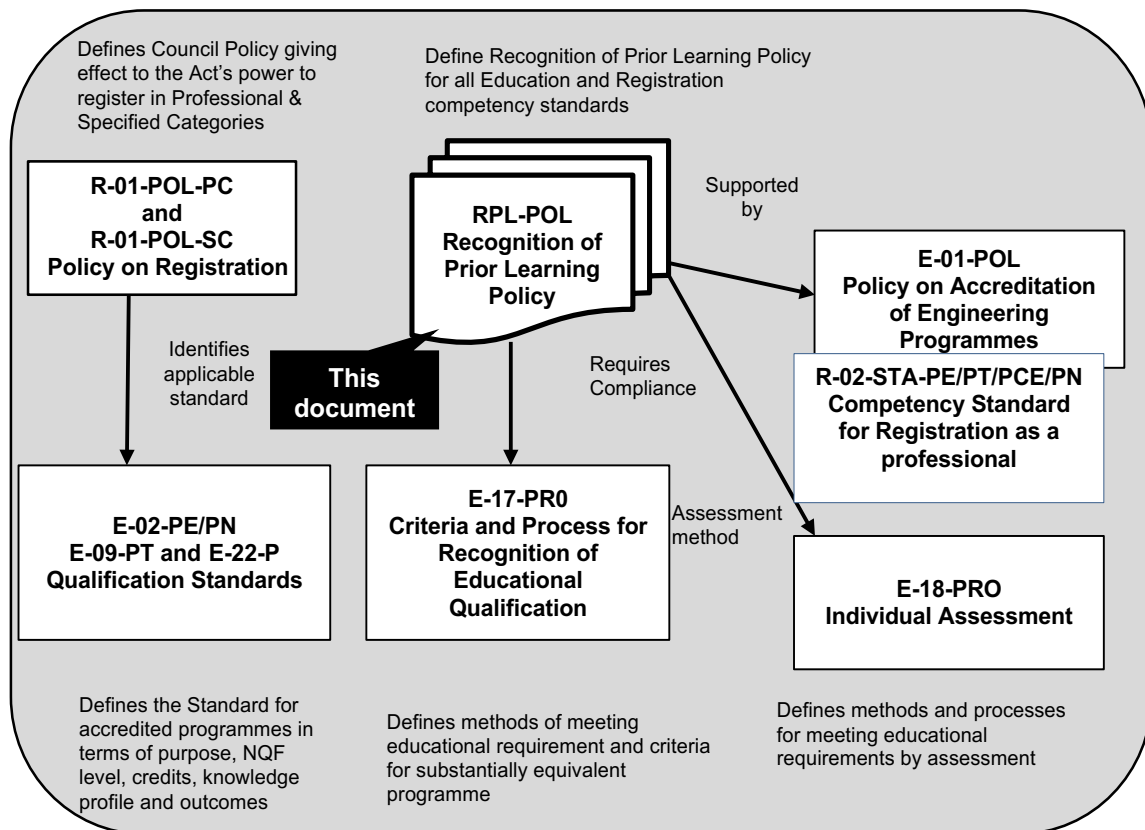 Defines Council Policy giving
effect to the Act's power to
register in Professional &
Specified Categories
Define Recognition of Prior Learning Policy
for all Education and Registration
competency standards
R-01-POL-PC
and
R-01-POL-SC
Policy on Registration
RPL-POL
Recognition of
Prior Learning
Policy
Supported
by
E-01-POL
Policy on Accreditation
of Engineering
Programmes
Identifies
applicable
standard
This
document
Requires
Compliance
R-02-STA-PE/PT/PCE/PN
Competency Standard
for Registration as a
professional
E-02-PE/PN
E-09-PT and E-22-P
Qualification Standards
E-17-PR0
Criteria and Process for
Recognition of
Educational
Qualification
Assessment
method
E-18-PRO
Individual Assessment
Defines the Standard for
accredited programmes in
terms of purpose, NQF
level, credits, knowledge
profile and outcomes
Defines methods of meeting
educational requirement and criteria
for substantially equivalent
programme
Defines methods and processes
for meeting educational
requirements by assessment